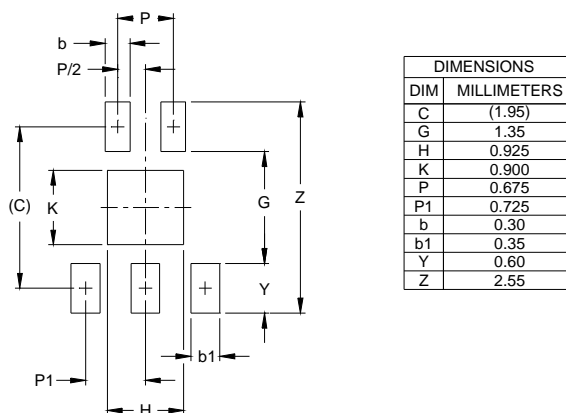 P
b
P/2
(C)
K
G
Z
Y
b1
P1
H
DIMENSIONS
DIM MILLIMETERS
C (1.95)
G 1.35
H 0.925
K 0.900
P 0.675
P1 0.725
b 0.30
b1 0.35
Y 0.60
Z 2.55